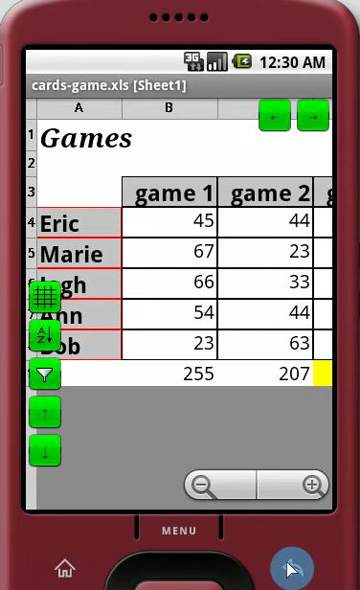 3G 12:30 AM
cards-game.xls [Sheet1]
A B
1 Games
2
3 game 1 game 2
4 Eric 45 44
5 Marie 67 23
66 33
Ann 54 44
Bob 23 63
255 207
MENU